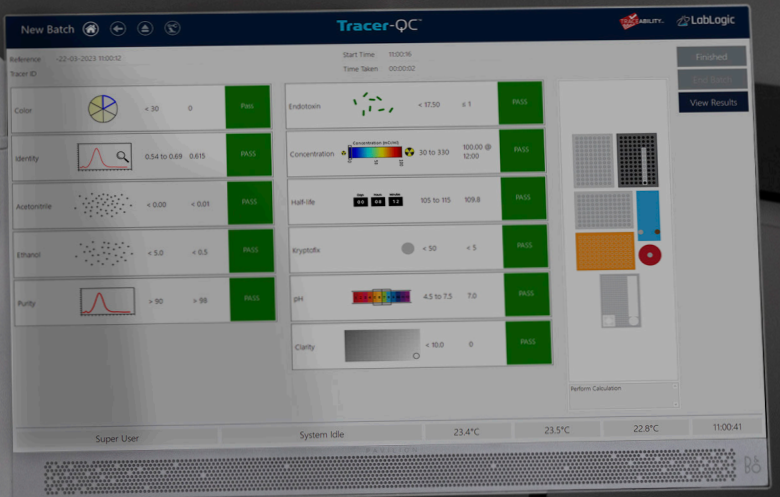 New Batch
Tracer-QC™
TRACEABILITY™
LabLogic
Reference -22-03-2023 11:00:12
Start Time 11:00:16
Finished
Tracer ID
Time Taken 00:00:02
View Results
Color < 30 0 Pass
Identity 0.54 to 0.69 0.615 PASS
Acetonitrile < 0.00 < 0.01 PASS
Ethanol < 5.0 < 0.5 PASS
Purity > 90 > 98 PASS
Endotoxin < 17.50 ≤ 1 PASS
Concentration 30 to 330 100.00 @ 12:00 PASS
Half-life 105 to 115 109.8 PASS
Kryptofix < 50 < 5 PASS
pH 4.5 to 7.5 7.0 PASS
Clarity < 10.0 0 PASS
Perform Calculation
Super User System Idle 23.4°C 23.5°C 22.8°C 11:00:41